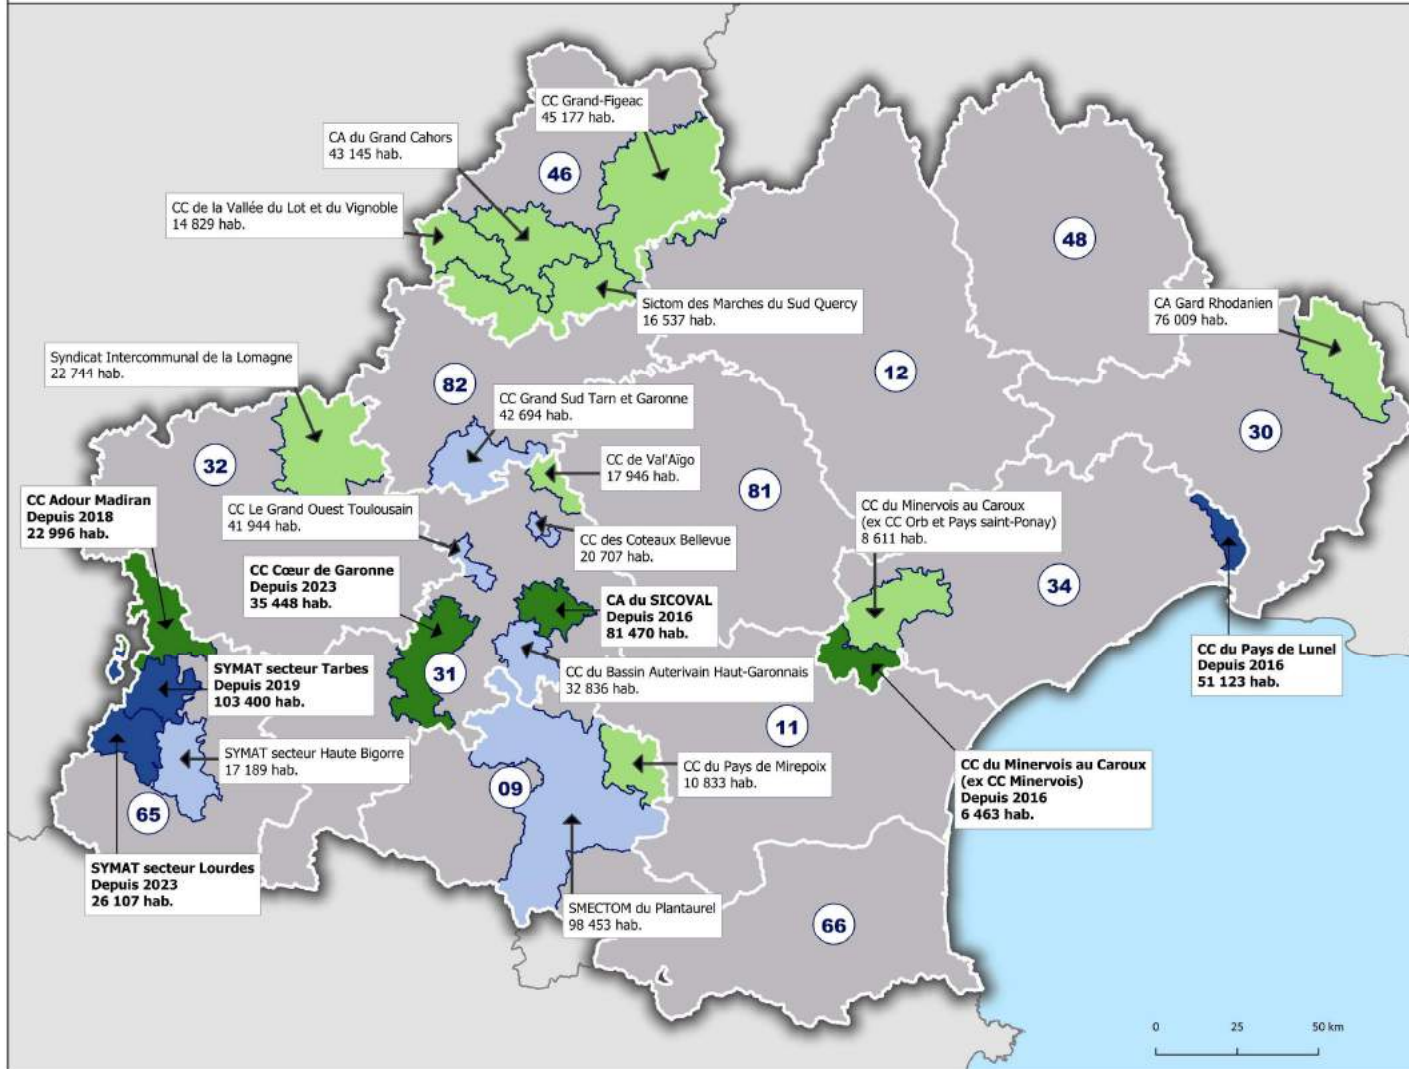 CC Grand-Figeac
45 177 hab.
CA du Grand Cahors
43 145 hab.
46
CC de la Vallée du Lot et du Vignoble
14 829 hab.
48
Sictom des Marches du Sud Quercy
16 537 hab.
CA Gard Rhodanien
76 009 hab.
Syndicat Intercommunal de la Lomagne
22 744 hab.
82
12
CC Grand Sud Tarn et Garonne
42 694 hab.
30
32
CC de Val'Aïgo
17 946 hab.
81
CC Adour Madiran
Depuis 2018
22 996 hab.
CC Le Grand Ouest Toulousain
41 944 hab.
CC du Minervois au Caroux
(ex CC Orb et Pays saint-Ponay)
8 611 hab.
CC des Coteaux Bellevue
20 707 hab.
CC Cœur de Garonne
Depuis 2023
35 448 hab.
34
CA du SICOVAL
Depuis 2016
81 470 hab.
CC du Pays de Lunel
Depuis 2016
51 123 hab.
SYMAT secteur Tarbes
Depuis 2019
103 400 hab.
31
CC du Bassin Auterivain Haut-Garonnais
32 836 hab.
11
SYMAT secteur Haute Bigorre
17 189 hab.
CC du Pays de Mirepoix
10 833 hab.
CC du Minervois au Caroux
(ex CC Minervois)
Depuis 2016
6 463 hab.
09
65
SYMAT secteur Lourdes
Depuis 2023
26 107 hab.
SMECTOM du Plantaurel
98 453 hab.
66
0 25 50 km